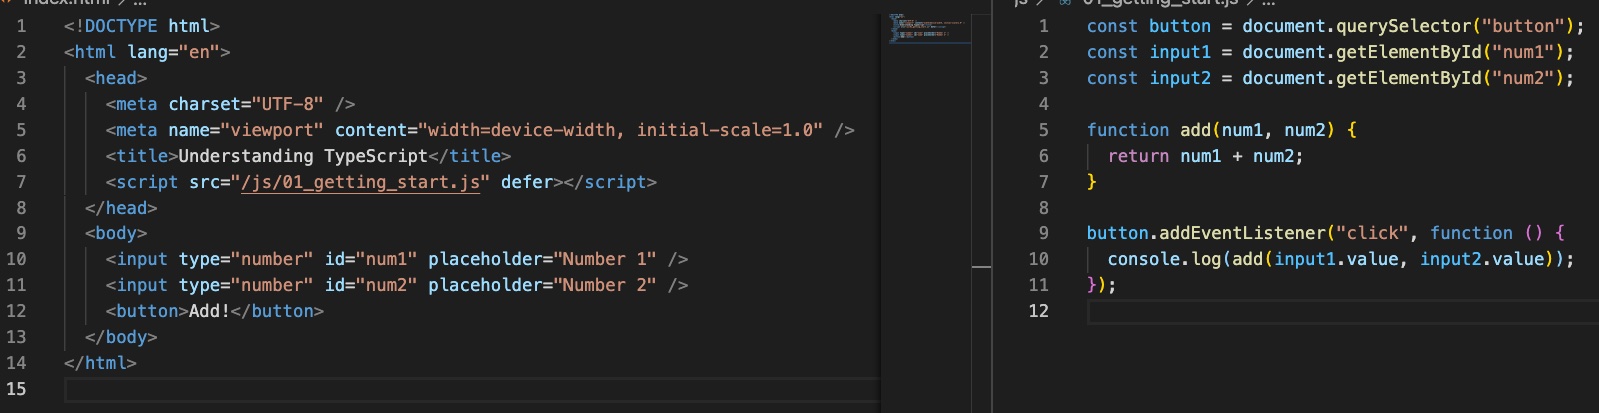 index.html > ...
1 <!DOCTYPE html>
2 <html lang="en">
3 <head>
4 <meta charset="UTF-8" />
5 <meta name="viewport" content="width=device-width, initial-scale=1.0" />
6 <title>Understanding TypeScript</title>
7 <script src="/js/01_getting_start.js" defer></script>
8 </head>
9 <body>
10 <input type="number" id="num1" placeholder="Number 1" />
11 <input type="number" id="num2" placeholder="Number 2" />
12 <button>Add!</button>
13 </body>
14 </html>
15
js > 01_getting_start.js > ...
1 const button = document.querySelector("button");
2 const input1 = document.getElementById("num1");
3 const input2 = document.getElementById("num2");
4
5 function add(num1, num2) {
6 return num1 + num2;
7 }
8
9 button.addEventListener("click", function () {
10 console.log(add(input1.value, input2.value));
11 });
12